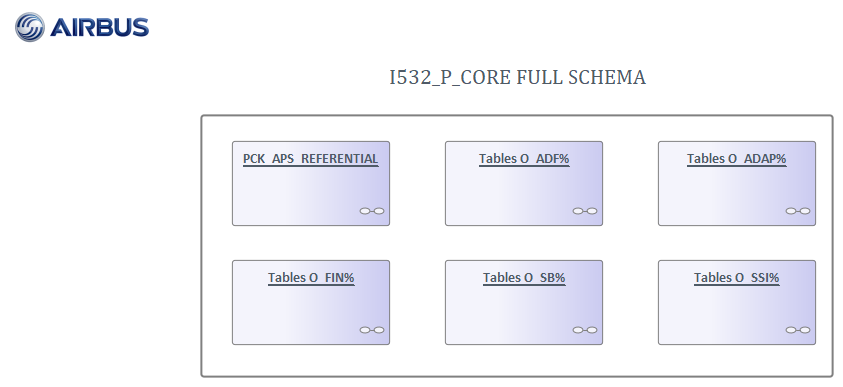 AIRBUS
I532_P_CORE FULL SCHEMA
PCK_APS_REFERENTIAL
Tables O_ADF%
Tables O_ADAP%
Tables O_FIN%
Tables O_SB%
Tables O_SSI%